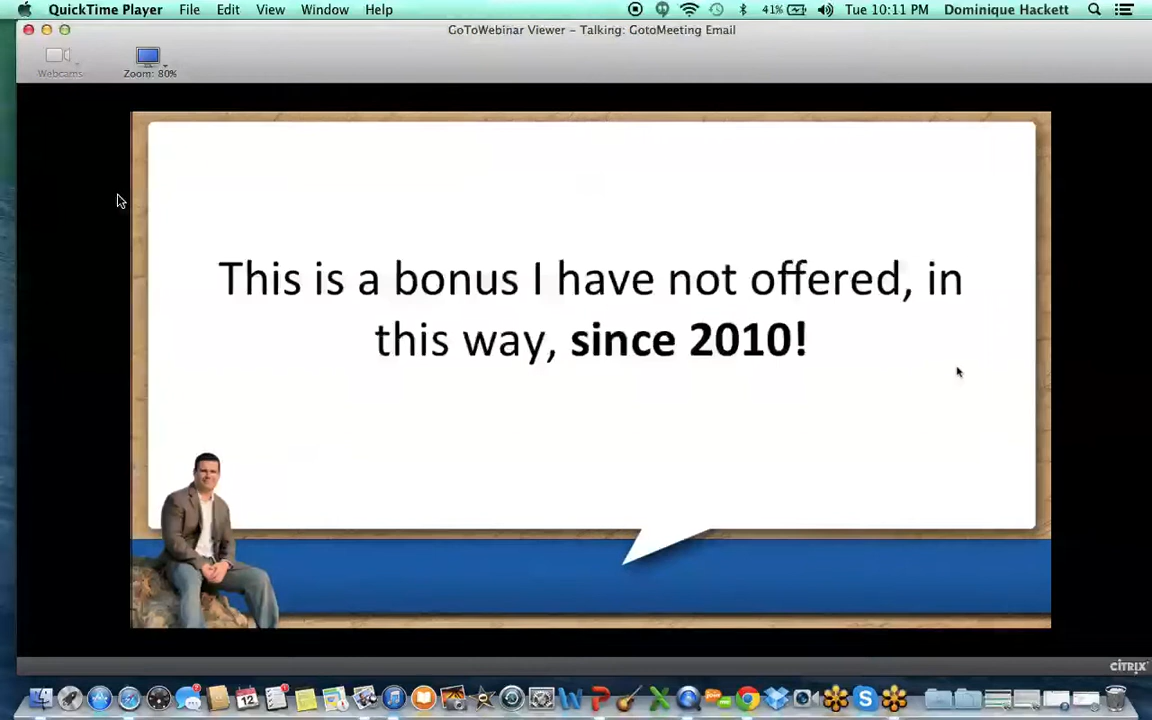 QuickTime Player File Edit View Window Help 41% Tue 10:11 PM Dominique Hackett
GoToWebinar Viewer – Talking: GotoMeeting Email
Webcams Zoom: 80%
This is a bonus I have not offered, in
this way, since 2010!
CITRIX
12